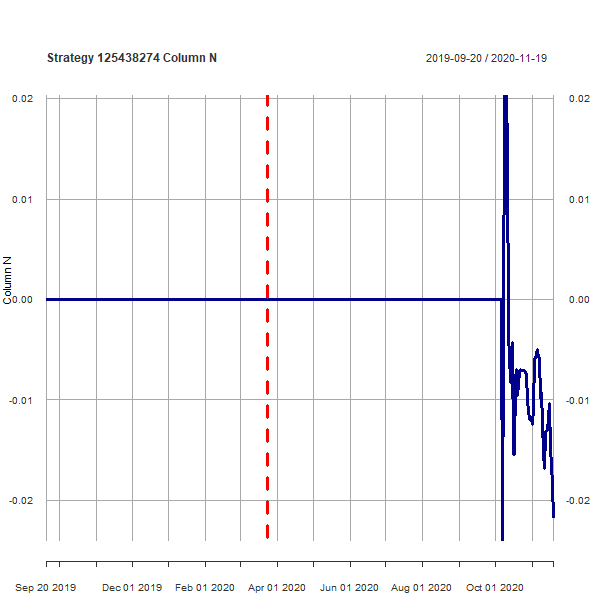 Strategy 125438274 Column N
2019-09-20 / 2020-11-19
0.02
0.02
0.01
0.01
Column N
0.00
0.00
-0.01
-0.01
-0.02
-0.02
Sep 20 2019
Dec 01 2019
Feb 01 2020
Apr 01 2020
Jun 01 2020
Aug 01 2020
Oct 01 2020